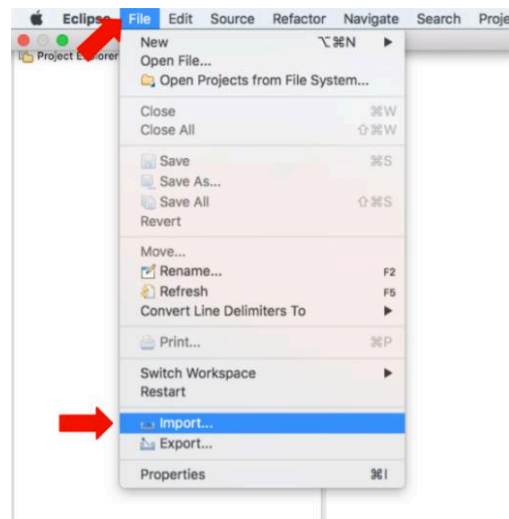 Eclipse File Edit Source Refactor Navigate Search Proje
Project Explorer
New ⌥⌘N ▶
Open File...
Open Projects from File System...
Close ⌘W
Close All ⇧⌘W
Save ⌘S
Save As...
Save All ⇧⌘S
Revert
Move...
Rename... F2
Refresh F5
Convert Line Delimiters To ▶
Print... ⌘P
Switch Workspace ▶
Restart
Import...
Export...
Properties ⌘I